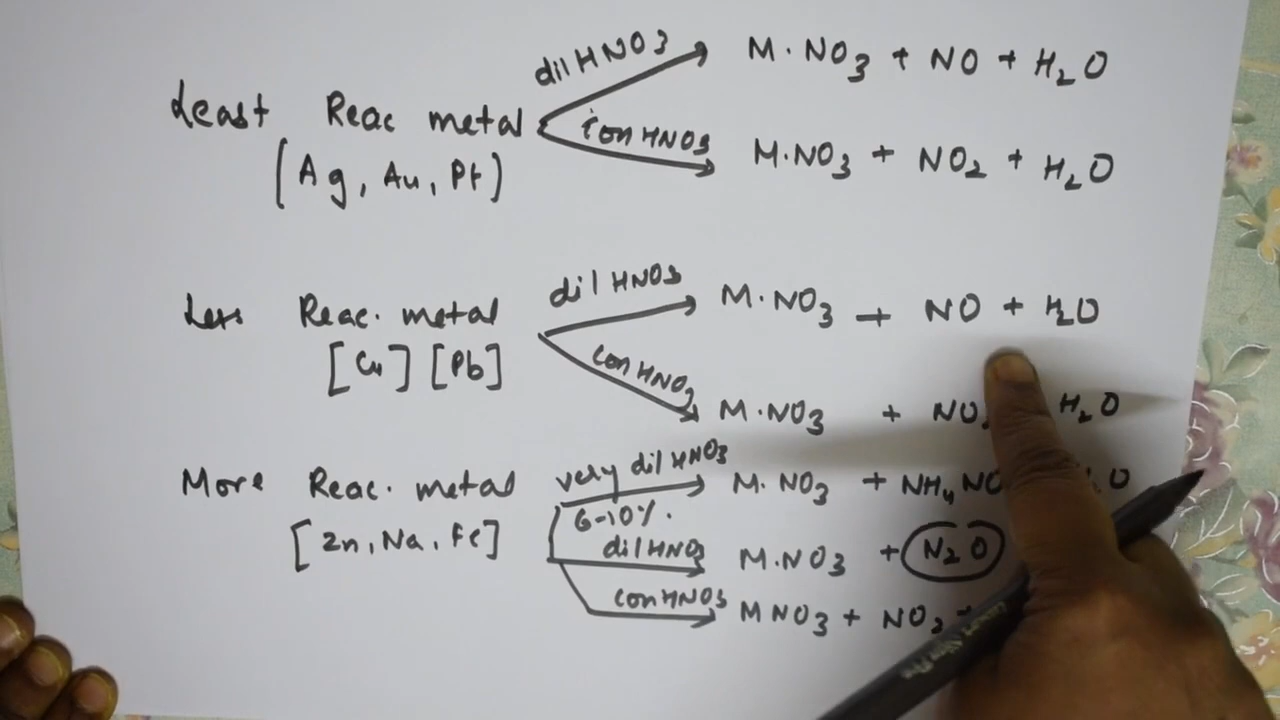 dil HNO3 M·NO3 + NO + H2O
Least Reac metal
con HNO3 M·NO3 + NO2 + H2O
(Ag, Au, Pt)
dil HNO3 M·NO3 + NO + H2O
Less Reac. metal
[Cu] [Pb]
con HNO3 M·NO3 + NO H2O
very dil HNO3 M·NO3 + NH4 NO O
More Reac. metal
6-10%.
[Zn, Na, Fe]
dil HNO3 M·NO3 + N2O
con HNO3 MNO3 + NO2 +